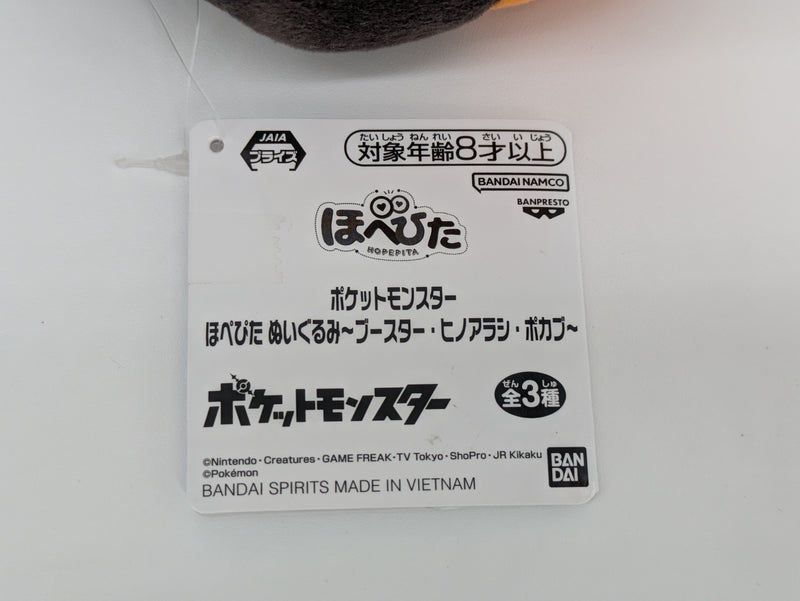 JAIA
プライズ
たいしょうねんれい さい い じょう
対象年齢8才以上
BANDAI NAMCO
BANPRESTO
ほぺぴた
HOPEPITA
ポケットモンスター
ほぺぴた ぬいぐるみ~ブースター・ヒノアラシ・ポカブ~
ポケットモンスター
ぜん しゅ
全3種
©Nintendo・Creatures・GAME FREAK・TV Tokyo・ShoPro・JR Kikaku
©Pokémon
BANDAI SPIRITS MADE IN VIETNAM
BAN
DAI